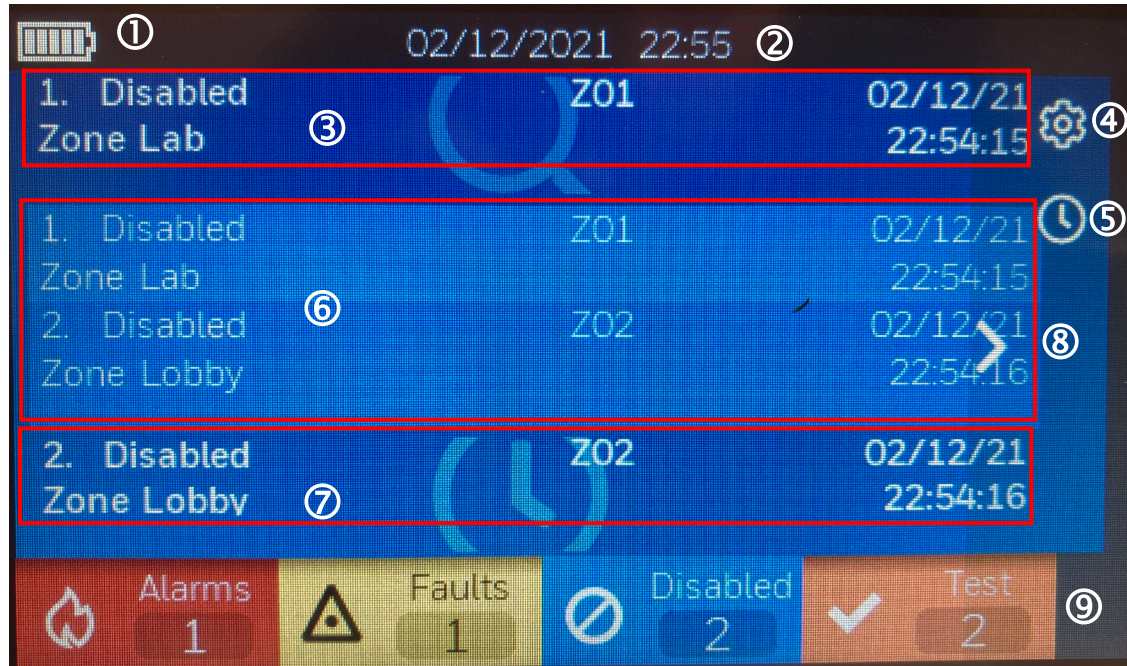 ① 02/12/2021 22:55 ②
1. Disabled Z01 02/12/21
Zone Lab ③ 22:54:15 ④
⑤
1. Disabled Z01 02/12/21
Zone Lab 22:54:15
⑥
2. Disabled Z02 02/12/21
Zone Lobby 22:54:16 ⑧
2. Disabled Z02 02/12/21
Zone Lobby ⑦ 22:54:16
Alarms Faults Disabled Test
1 1 2 2 ⑨